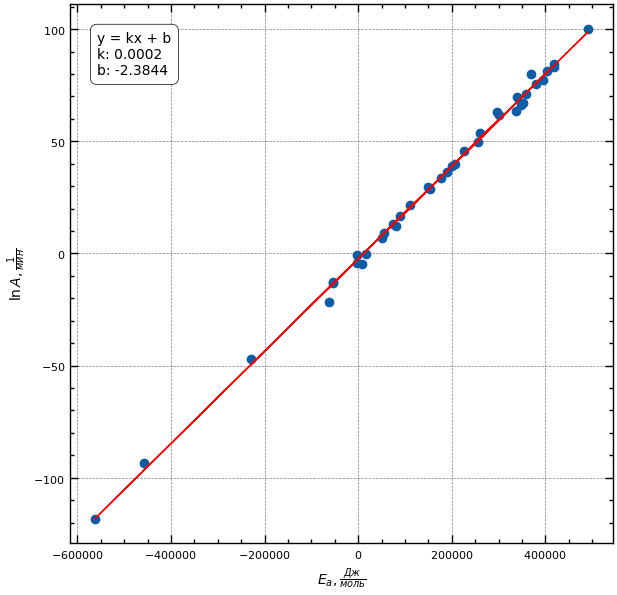 y = kx + b
k: 0.0002
b: -2.3844
100
50
0
−50
−100
ln A, 1/мин
−600000 −400000 −200000 0 200000 400000
Eₐ, Дж/моль